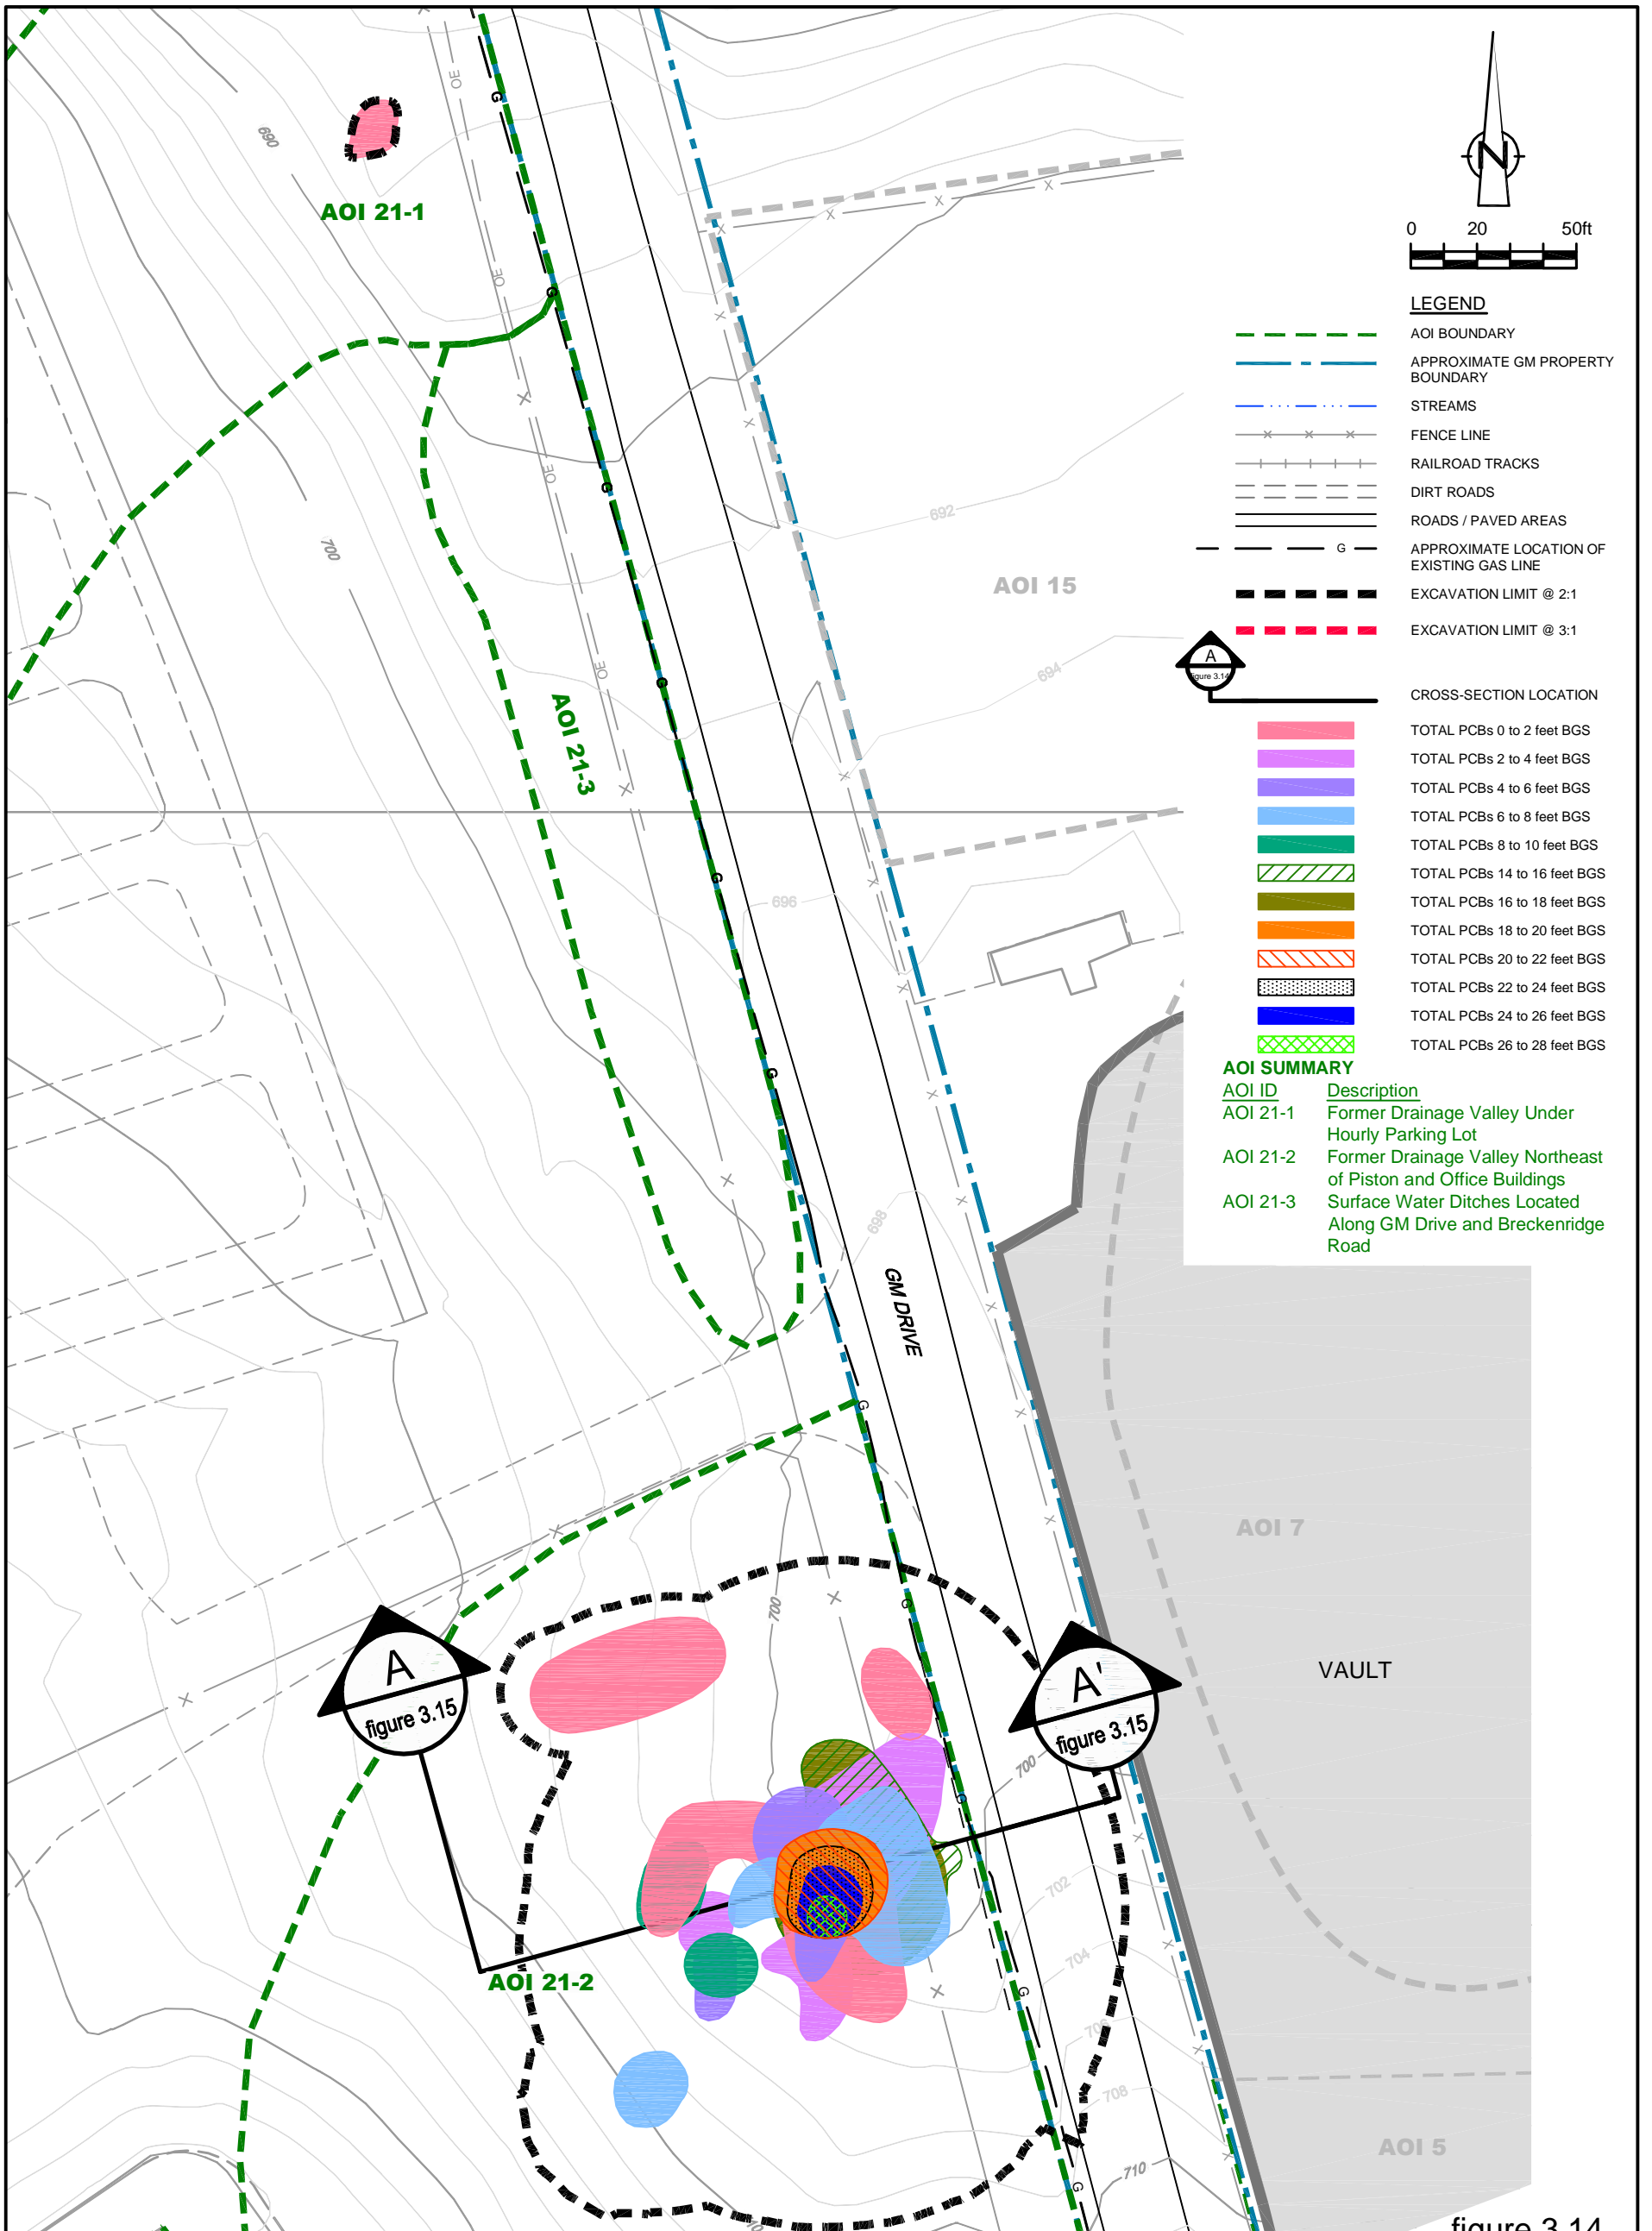 N
0 20 50ft
LEGEND
AOI BOUNDARY
APPROXIMATE GM PROPERTY
BOUNDARY
STREAMS
FENCE LINE
RAILROAD TRACKS
DIRT ROADS
ROADS / PAVED AREAS
G
APPROXIMATE LOCATION OF
EXISTING GAS LINE
EXCAVATION LIMIT @ 2:1
EXCAVATION LIMIT @ 3:1
A
figure 3.14
CROSS-SECTION LOCATION
TOTAL PCBs 0 to 2 feet BGS
TOTAL PCBs 2 to 4 feet BGS
TOTAL PCBs 4 to 6 feet BGS
TOTAL PCBs 6 to 8 feet BGS
TOTAL PCBs 8 to 10 feet BGS
TOTAL PCBs 14 to 16 feet BGS
TOTAL PCBs 16 to 18 feet BGS
TOTAL PCBs 18 to 20 feet BGS
TOTAL PCBs 20 to 22 feet BGS
TOTAL PCBs 22 to 24 feet BGS
TOTAL PCBs 24 to 26 feet BGS
TOTAL PCBs 26 to 28 feet BGS
AOI SUMMARY
AOI ID Description
AOI 21-1 Former Drainage Valley Under
Hourly Parking Lot
AOI 21-2 Former Drainage Valley Northeast
of Piston and Office Buildings
AOI 21-3 Surface Water Ditches Located
Along GM Drive and Breckenridge
Road
OE
G
690
AOI 21-1
OE
G
OE
G
700
692
AOI 15
OE
G
694
AOI 21-3
G
696
G
698
GM DRIVE
G
AOI 7
G
700
VAULT
A
figure 3.15
A'
figure 3.15
700
G
702
704
AOI 21-2
G
706
708
AOI 5
710
G
figure 3.14